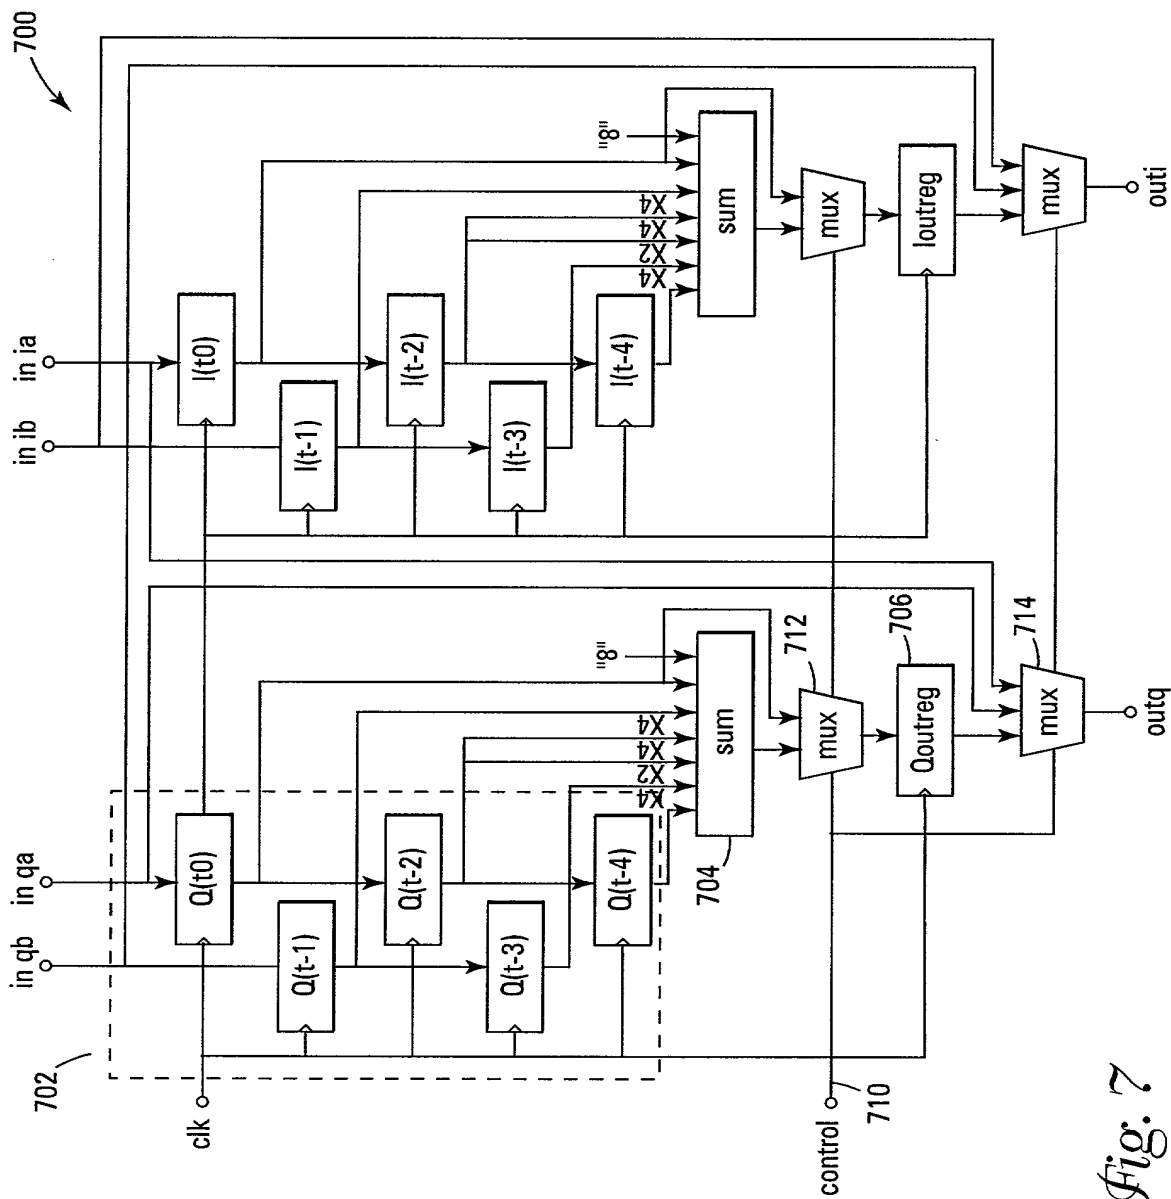 700
in ib
in ia
in qb
in qa
702
clk
I(t0)
I(t-1)
I(t-2)
I(t-3)
I(t-4)
X4
X2
X4
X4
"8"
sum
mux
Ioutreg
mux
outi
Q(t0)
Q(t-1)
Q(t-2)
Q(t-3)
Q(t-4)
X4
X2
X4
X4
"8"
sum
704
mux
712
Qoutreg
706
mux
714
outq
control
710
Fig. 7